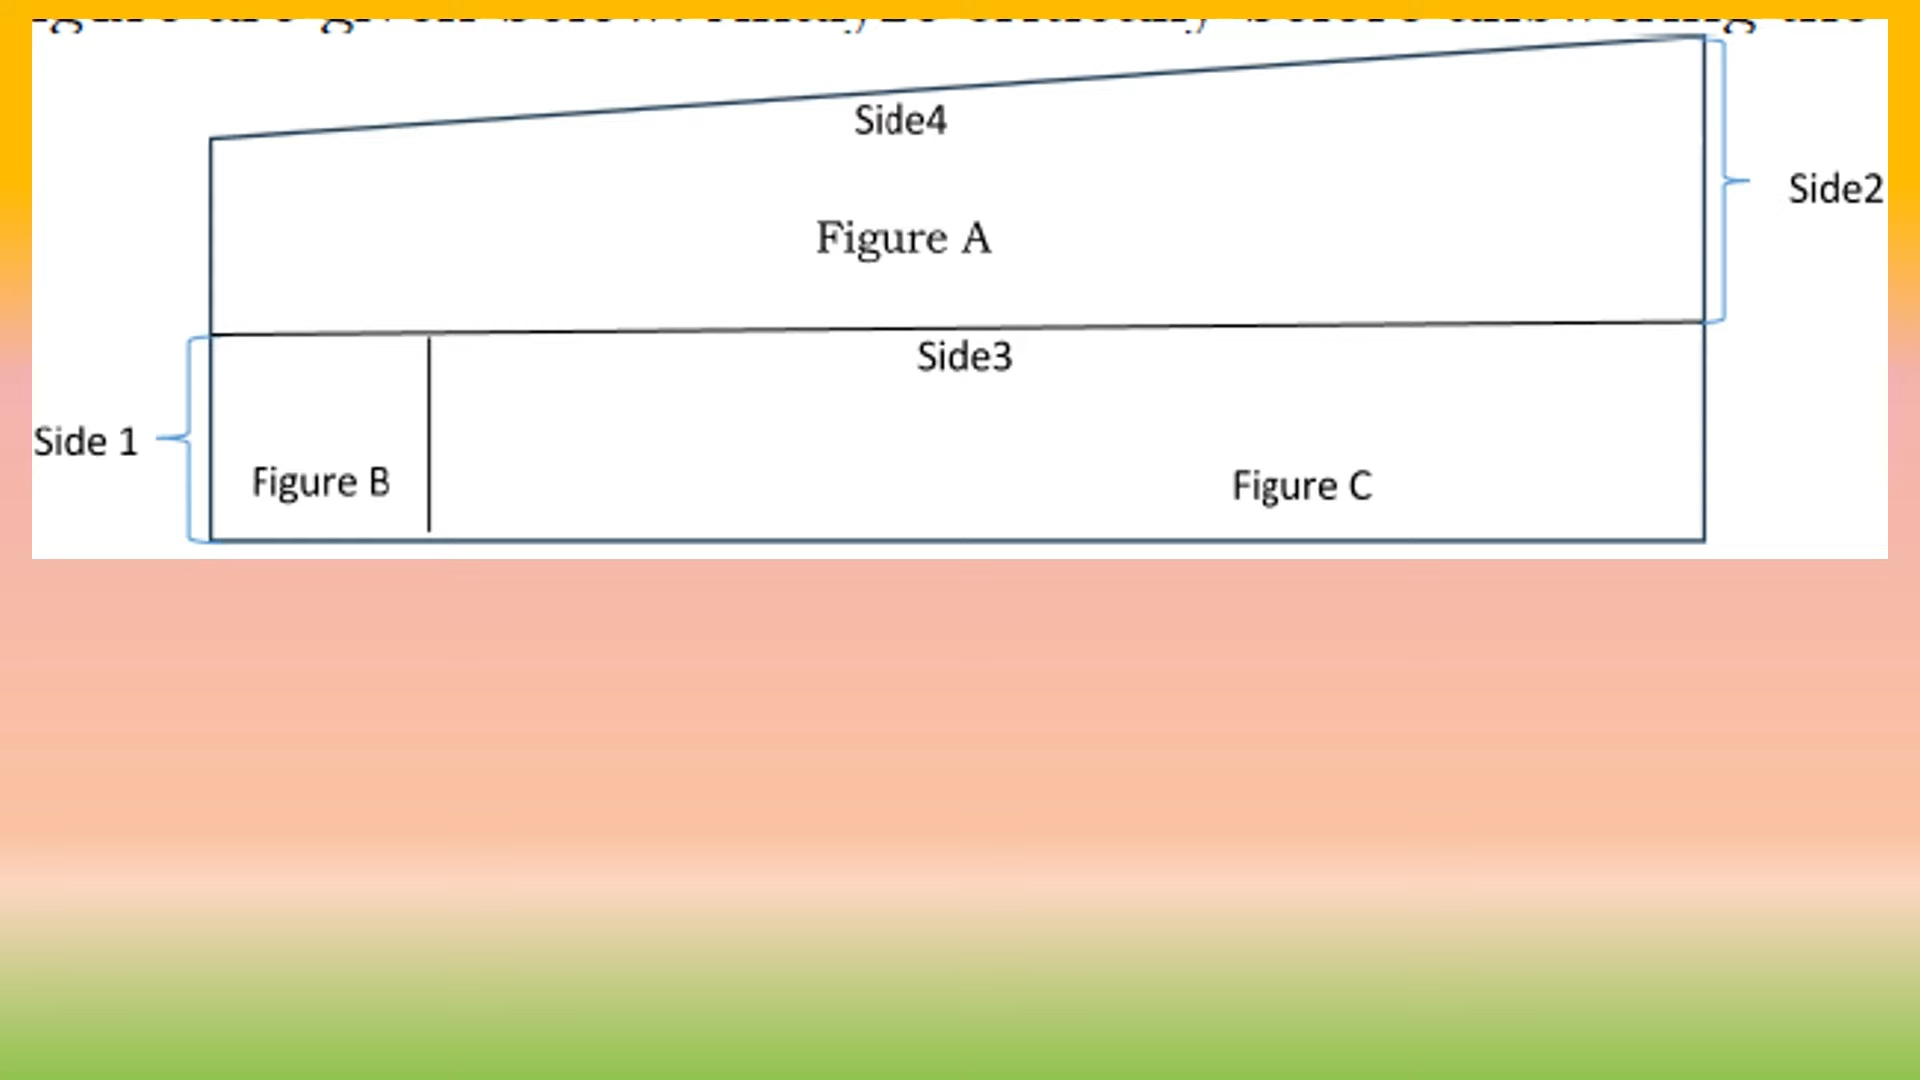 Side4
Side2
Figure A
Side3
Side 1
Figure B
Figure C